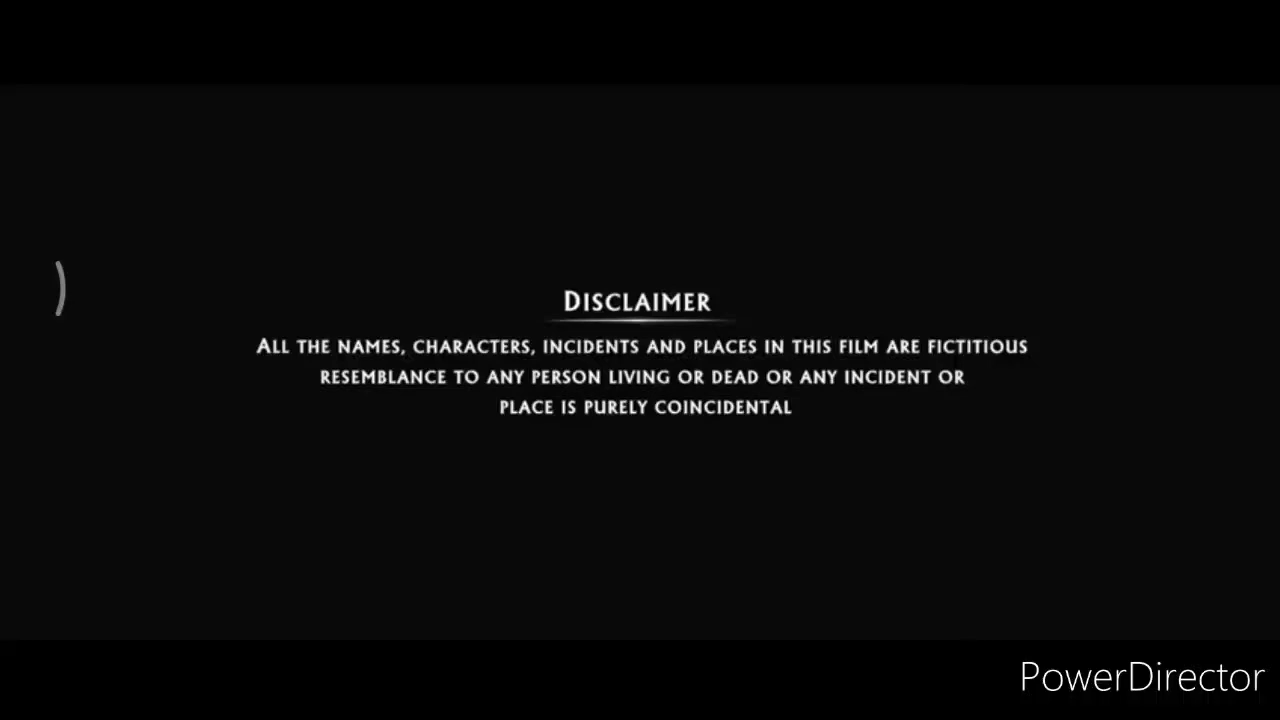 Disclaimer
All the names, characters, incidents and places in this film are fictitious
resemblance to any person living or dead or any incident or
place is purely coincidental
PowerDirector